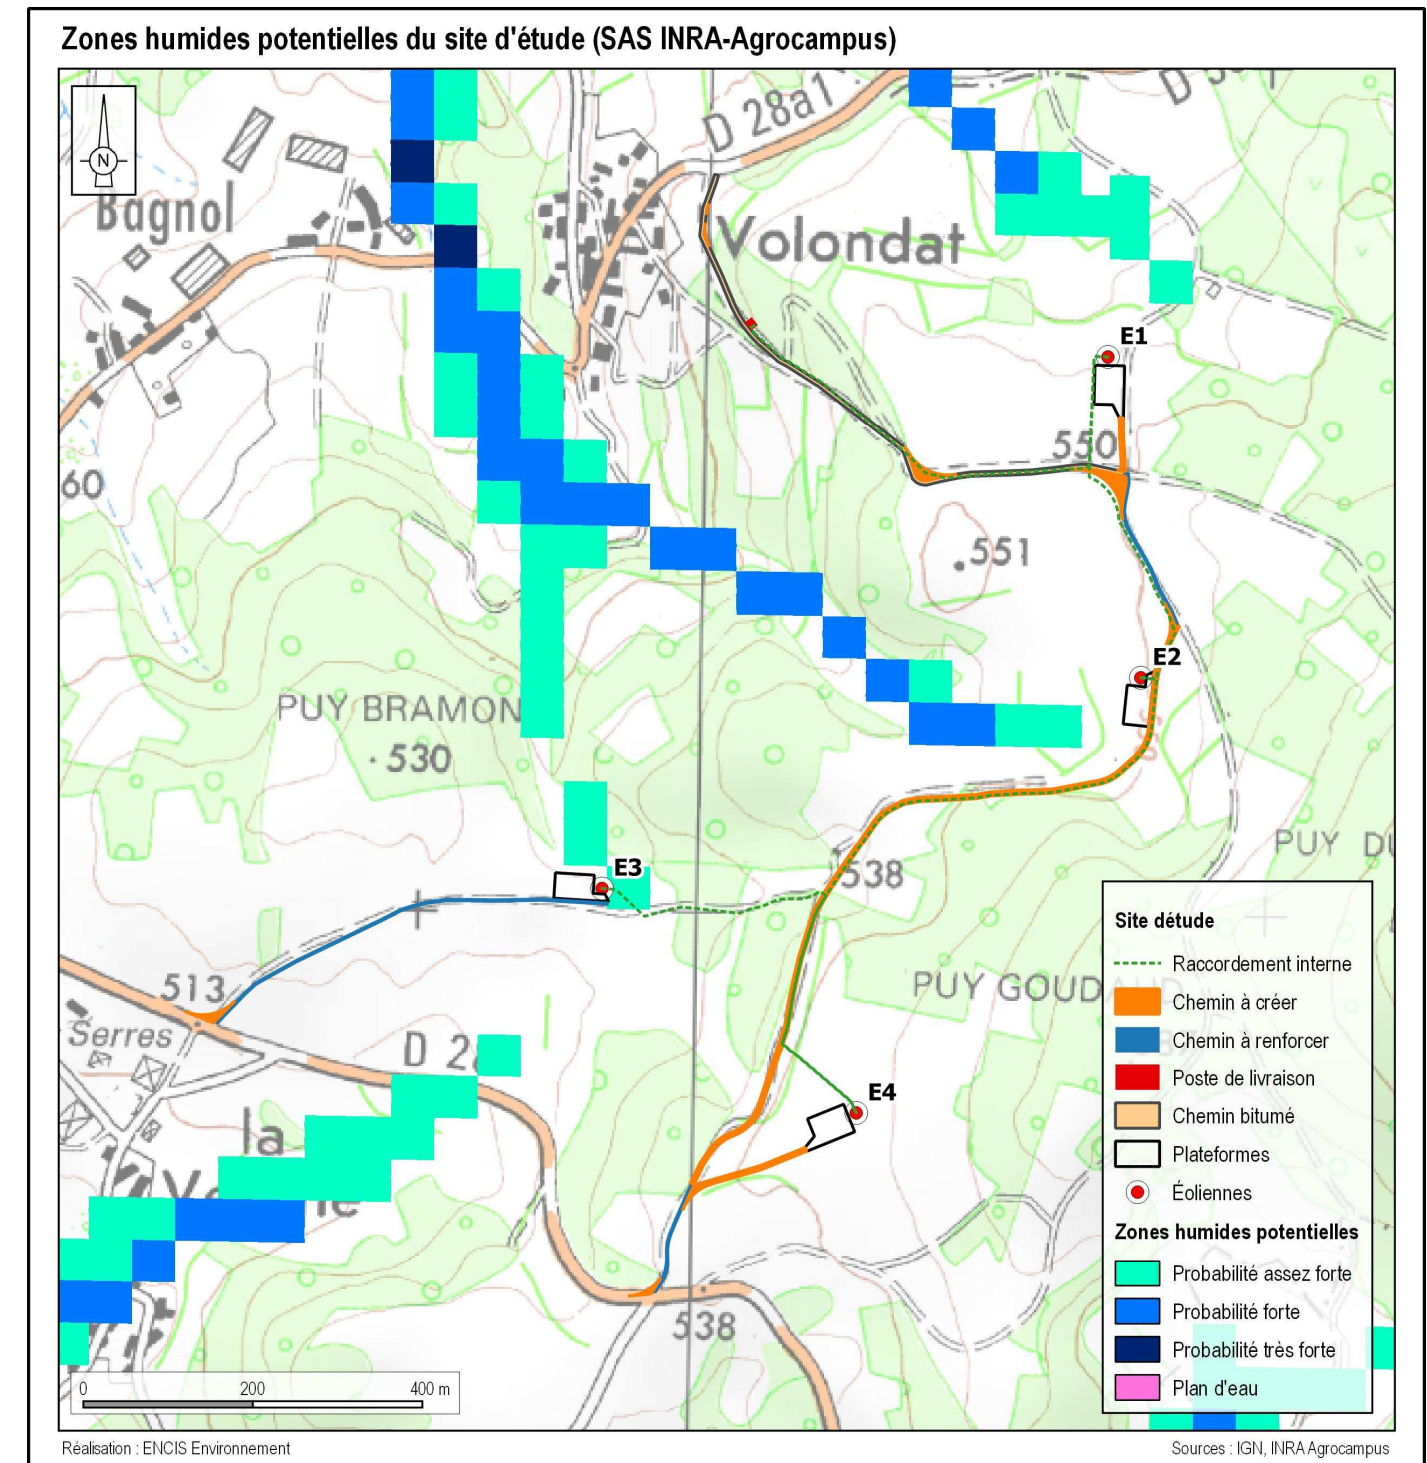 Zones humides potentielles du site d'étude (SAS INRA-Agrocampus)
N
D 28a1
Bagnol
Volondat
E1
550
60
551
E2
PUY BRAMON
530
538
E3
PUY
PUY
513
Serres
D 2
E4
la
538
Site détude
Raccordement interne
Chemin à créer
Chemin à renforcer
Poste de livraison
Chemin bitumé
Plateformes
Éoliennes
Zones humides potentielles
Probabilité assez forte
Probabilité forte
Probabilité très forte
Plan d'eau
0 200 400 m
Réalisation : ENCIS Environnement
Sources : IGN, INRA Agrocampus